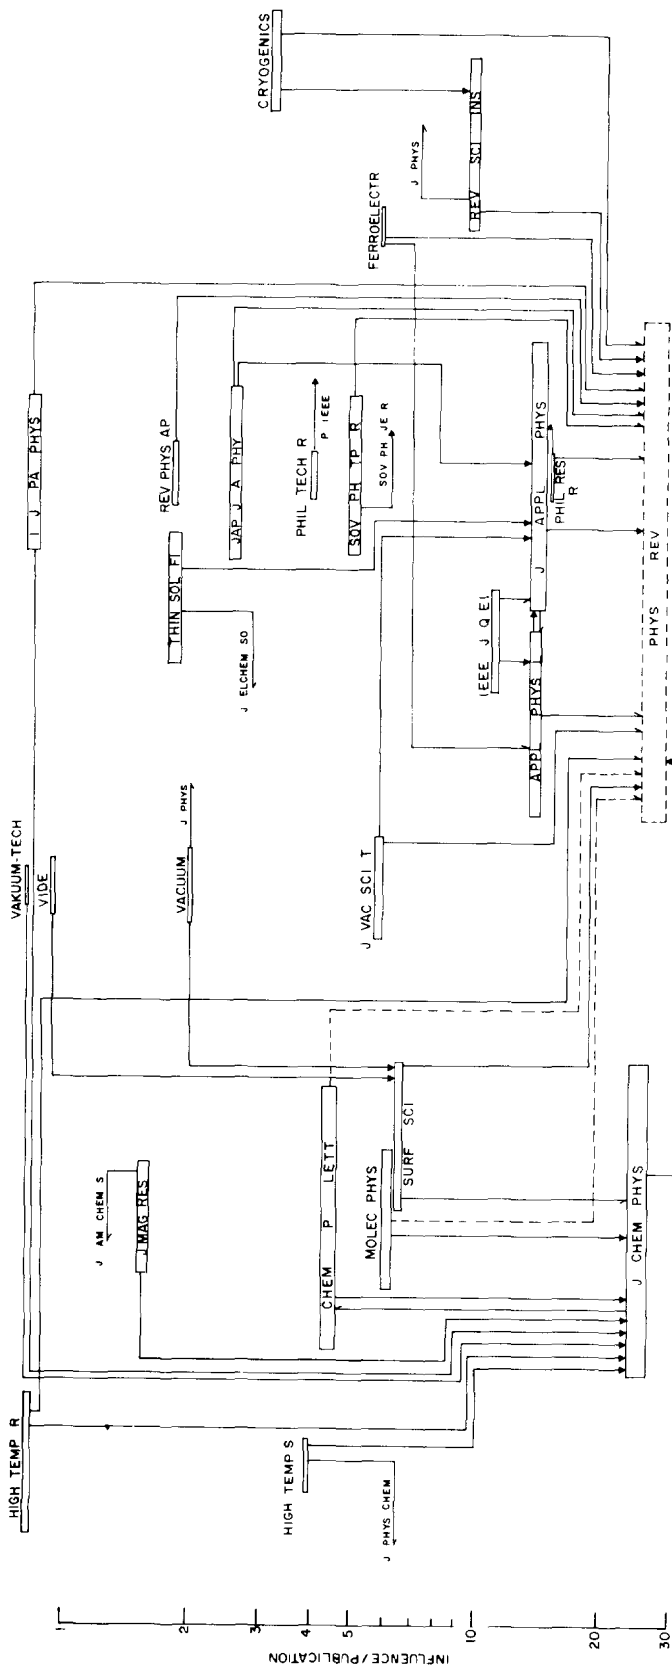 HIGH TEMP R
VAKUUM-TECH
VIDE
I J PA PHYS
J AM CHEM S
J MAG RES
VACUUM
J PHYS
THIN SOL F
J ELCHEM SO
REV PHYS AP
JAP J A PHY
CRYOGENICS
HIGH TEMP S
J PHYS CHEM
CHEM P LETT
PHIL TECH R
P IEEE
SOV PH TP R
SOV PH JE R
FERROELECTR
J PHYS
MOLEC PHYS
SURF SCI
J VAC SCI T
REV SCI INS
IEEE J Q EL
APPL PHYS
J APPL PHYS
PHIL RES R
J CHEM PHYS
PHYS REV
INFLUENCE/PUBLICATION
1
2
3
4
5
10
20
30